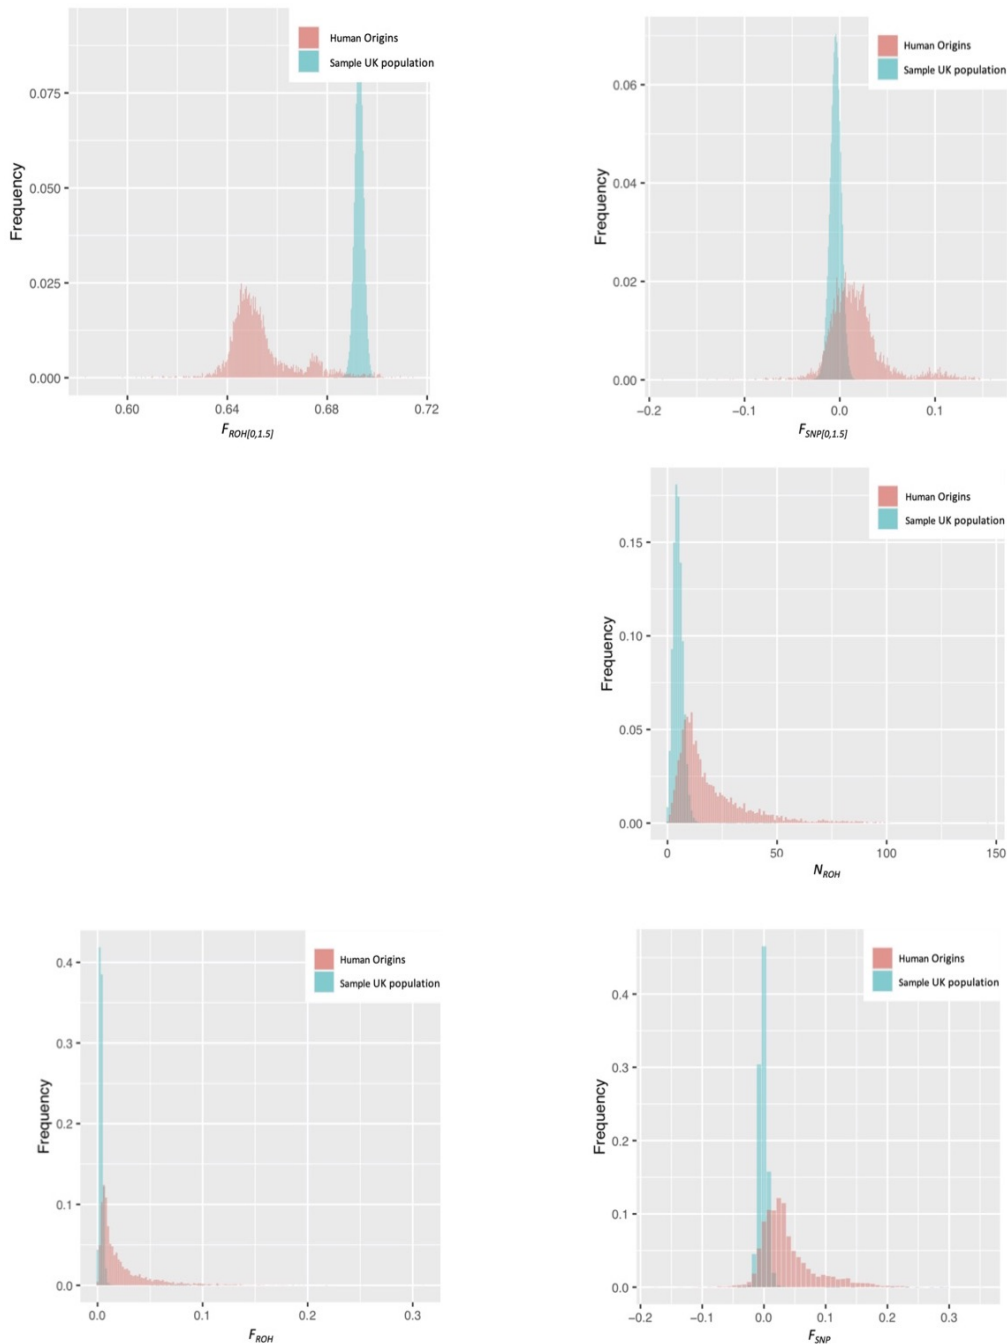 Human Origins
Sample UK population
0.075
0.050
0.025
0.000
Frequency
0.60 0.64 0.68 0.72
F_ROH[0,1.5]
Human Origins
Sample UK population
0.06
0.04
0.02
0.00
Frequency
−0.2 −0.1 0.0 0.1
F_SNP[0,1.5]
Human Origins
Sample UK population
0.15
0.10
0.05
0.00
Frequency
0 50 100 150
N_ROH
Human Origins
Sample UK population
0.4
0.3
0.2
0.1
0.0
Frequency
0.0 0.1 0.2 0.3
F_ROH
Human Origins
Sample UK population
0.4
0.3
0.2
0.1
0.0
Frequency
−0.2 −0.1 0.0 0.1 0.2 0.3
F_SNP